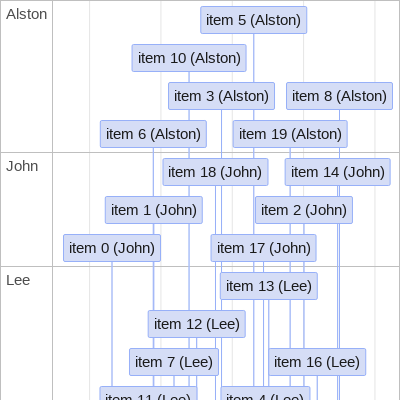 Alston
item 5 (Alston)
item 10 (Alston)
item 3 (Alston)
item 8 (Alston)
item 6 (Alston)
item 19 (Alston)
John
item 18 (John)
item 14 (John)
item 1 (John)
item 2 (John)
item 0 (John)
item 17 (John)
Lee
item 13 (Lee)
item 12 (Lee)
item 7 (Lee)
item 16 (Lee)
item 11 (Lee)
item 4 (Lee)